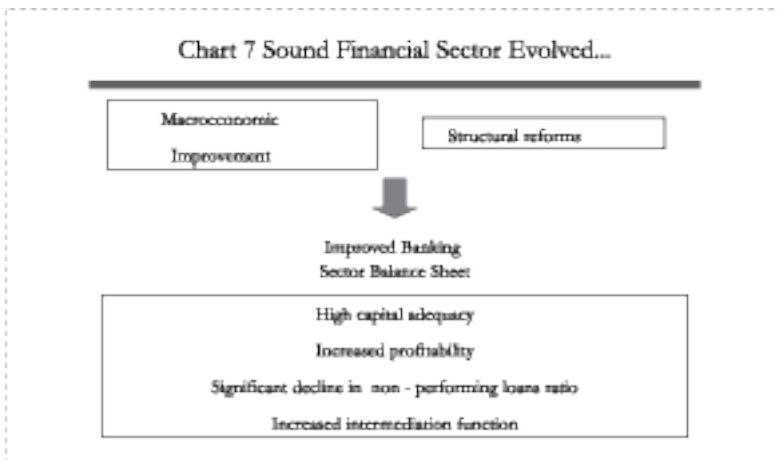 Chart 7 Sound Financial Sector Evolved...
Macroeconomic
Improvement
Structural reforms
Improved Banking
Sector Balance Sheet
High capital adequacy
Increased profitability
Significant decline in non - performing loans ratio
Increased intermediation function